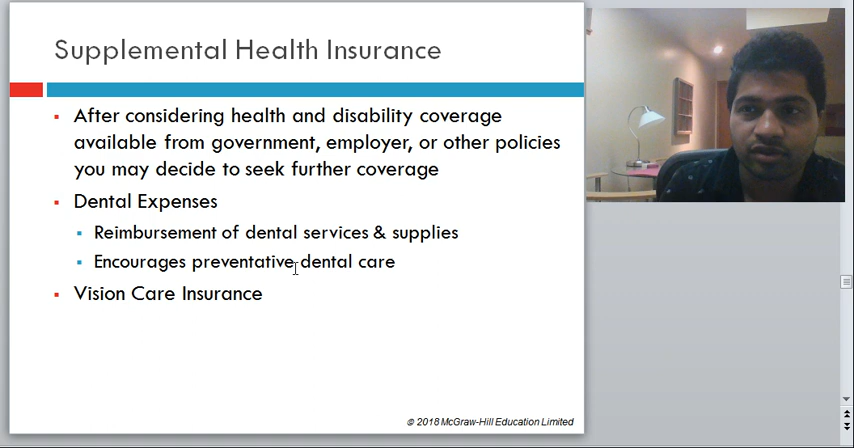 Supplemental Health Insurance
After considering health and disability coverage
available from government, employer, or other policies
you may decide to seek further coverage
Dental Expenses
Reimbursement of dental services & supplies
Encourages preventative dental care
Vision Care Insurance
© 2018 McGraw-Hill Education Limited